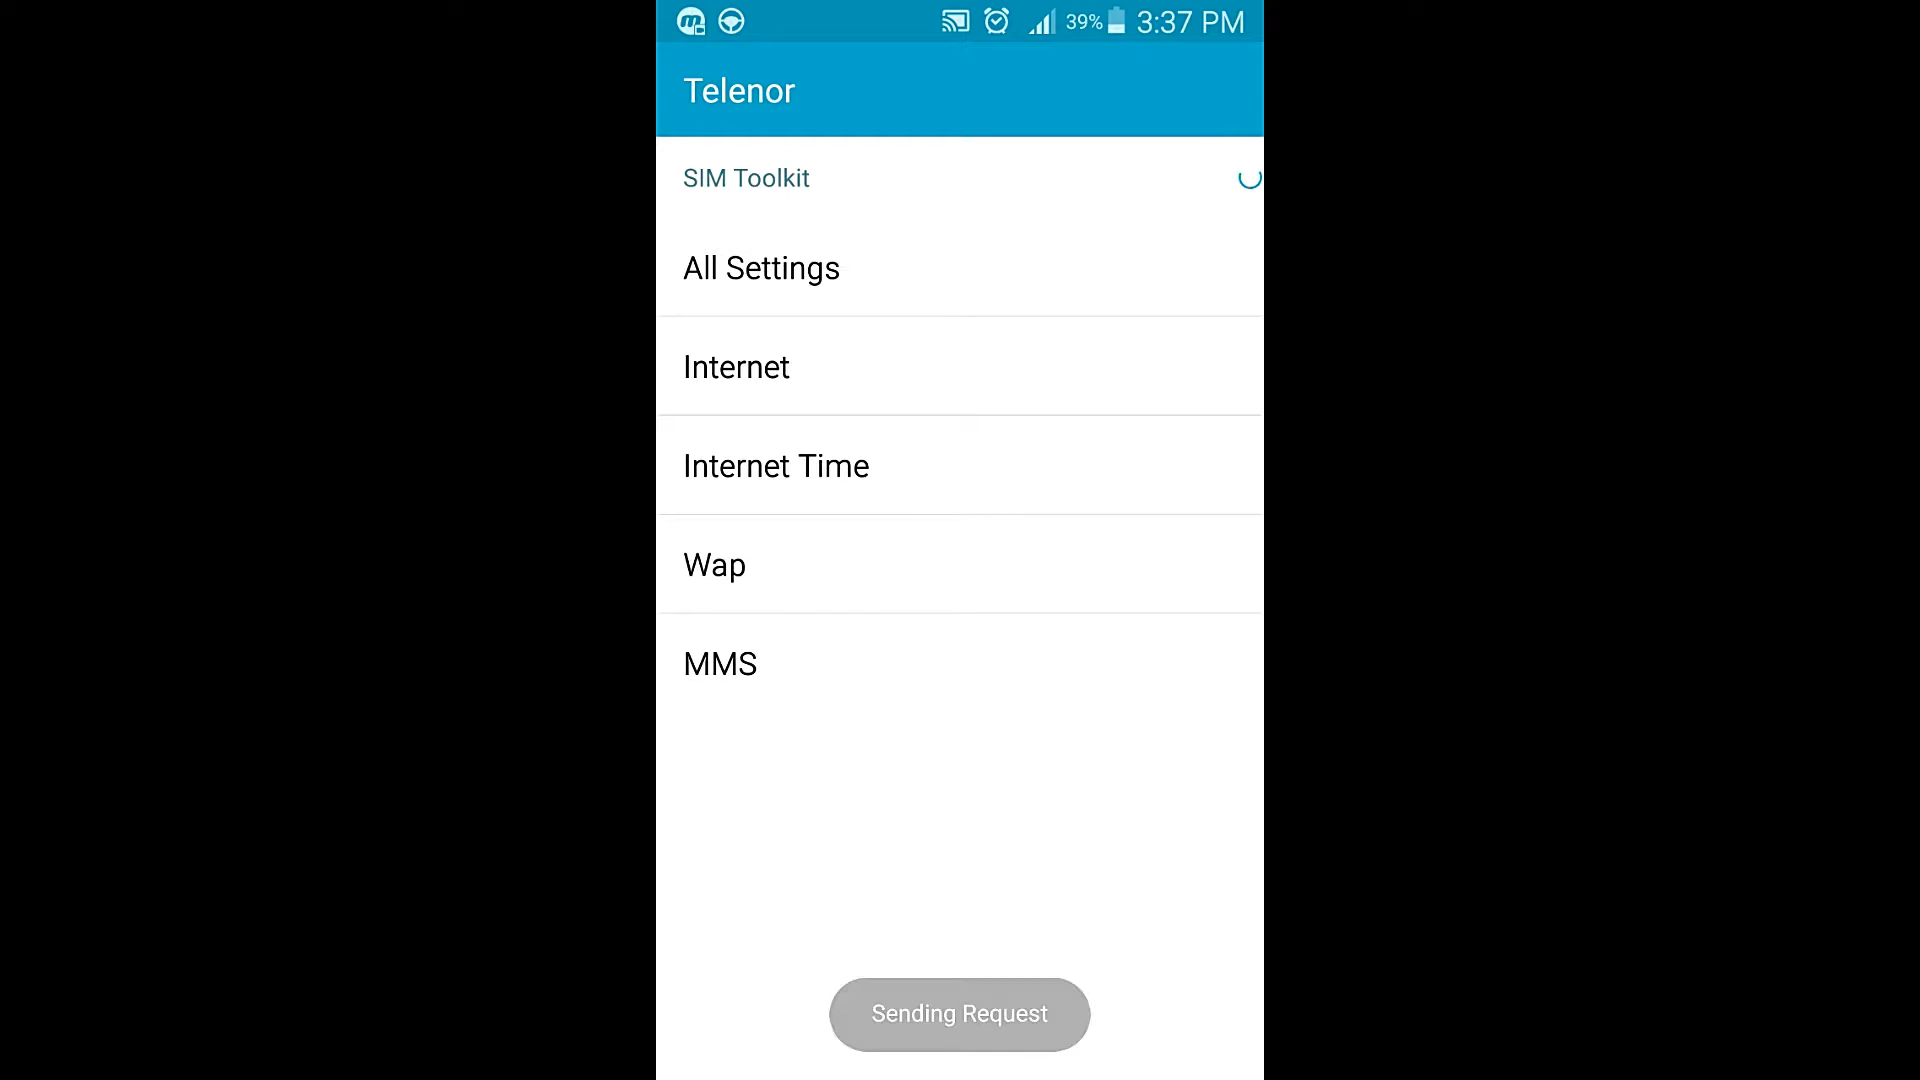 39% 3:37 PM
Telenor
SIM Toolkit
All Settings
Internet
Internet Time
Wap
MMS
Sending Request